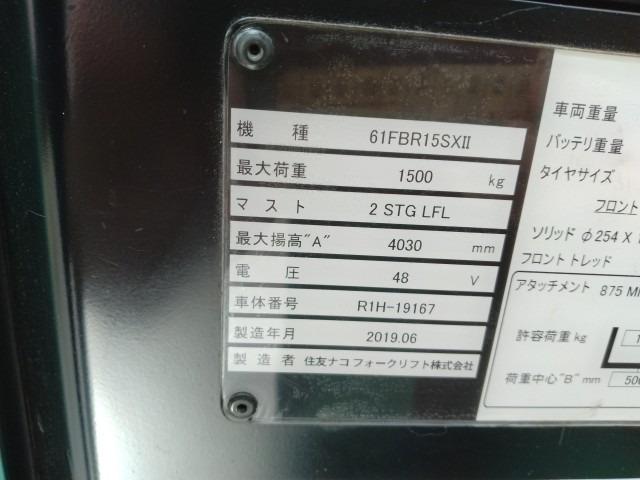 機 種 61FBR15SXII
最大荷重 1500 kg
マスト 2 STG LFL
最大揚高"A" 4030 mm
電 圧 48 V
車体番号 R1H-19167
製造年月 2019.06
製造者 住友ナコ フォークリフト株式会社
車両重量
バッテリ重量
タイヤサイズ
フロント
ソリッド φ254 X
フロント トレッド
アタッチメント 875
許容荷重 kg
荷重中心"B" mm